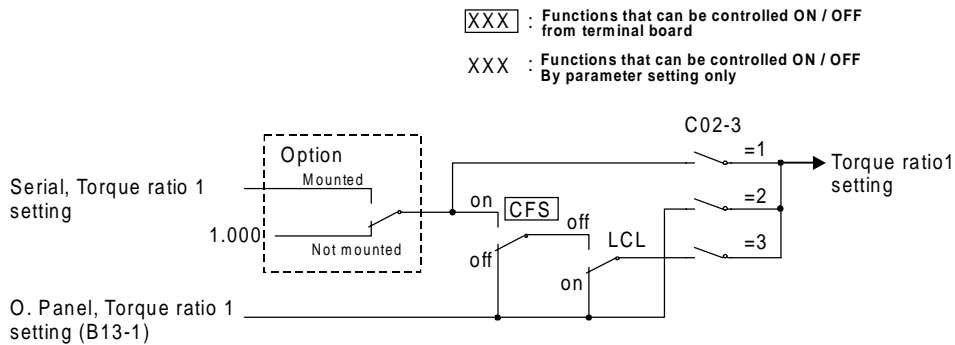 XXX : Functions that can be controlled ON / OFF
from terminal board
XXX : Functions that can be controlled ON / OFF
By parameter setting only
C02-3
Option
Mounted
=1
Torque ratio1
setting
Serial, Torque ratio 1
setting
on
CFS
=2
off
1.000
Not mounted
LCL
=3
off
on
O. Panel, Torque ratio 1
setting (B13-1)